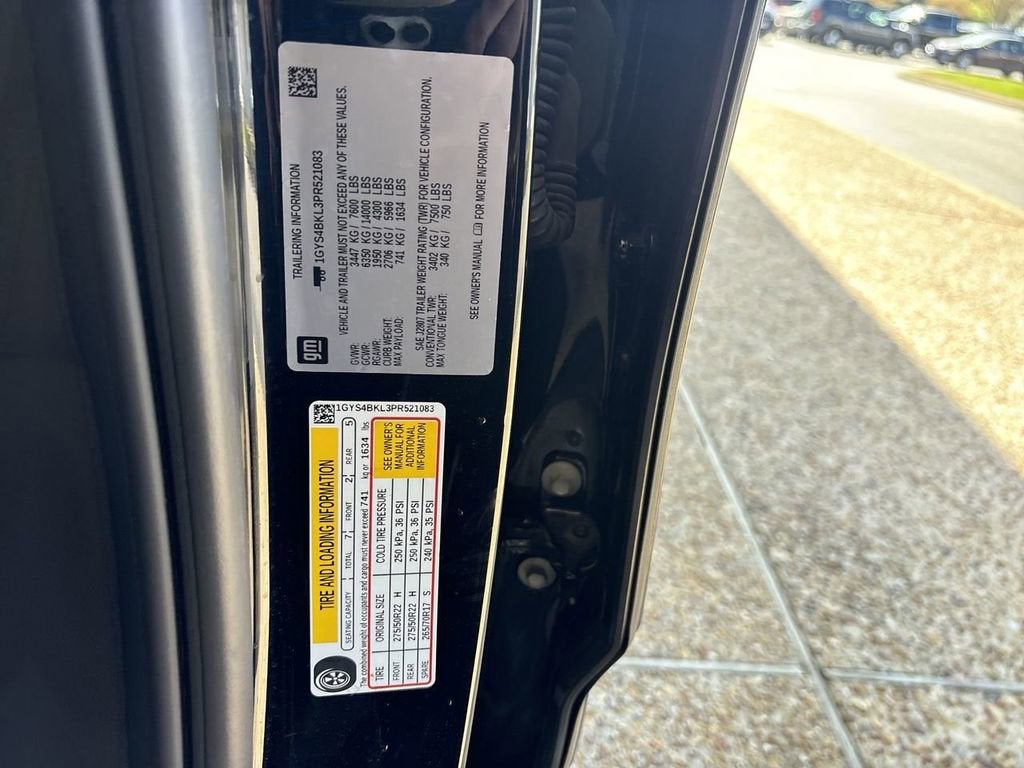 gm
TRAILERING INFORMATION
1GYS4BKL3PR521083
VEHICLE AND TRAILER MUST NOT EXCEED ANY OF THESE VALUES.
GVWR: 3447 KG / 7600 LBS
GCWR: 6350 KG / 14000 LBS
RGAWR: 1950 KG / 4300 LBS
CURB WEIGHT: 2706 KG / 5966 LBS
MAX PAYLOAD: 741 KG / 1634 LBS
SAE J2807 TRAILER WEIGHT RATING (TWR) FOR VEHICLE CONFIGURATION.
CONVENTIONAL TWR: 3402 KG / 7500 LBS
MAX TONGUE WEIGHT: 340 KG / 750 LBS
SEE OWNER'S MANUAL FOR MORE INFORMATION
1GYS4BKL3PR521083
TIRE AND LOADING INFORMATION
SEATING CAPACITY TOTAL 7 FRONT 2 REAR 5
The combined weight of occupants and cargo must never exceed 741 kg or 1634 lbs
TIRE ORIGINAL SIZE COLD TIRE PRESSURE
FRONT 275/50R22 H 250 kPa, 36 PSI
REAR 275/50R22 H 250 kPa, 36 PSI
SPARE 265/70R17 S 240 kPa, 35 PSI
SEE OWNER'S
MANUAL FOR
ADDITIONAL
INFORMATION